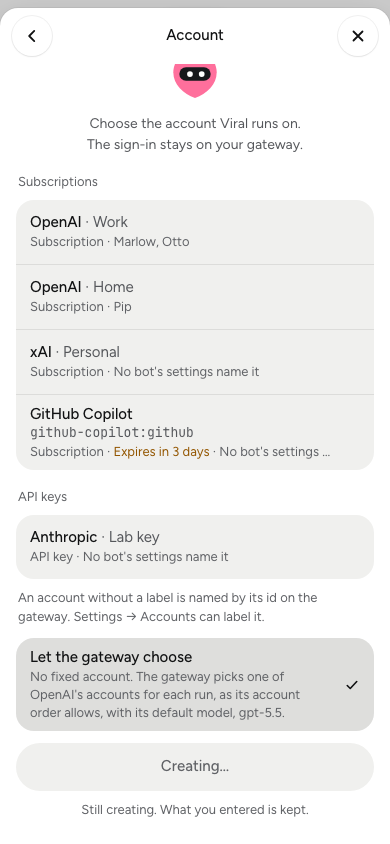 Account
Choose the account Viral runs on.
The sign-in stays on your gateway.
Subscriptions
OpenAI · Work
Subscription · Marlow, Otto
OpenAI · Home
Subscription · Pip
xAI · Personal
Subscription · No bot's settings name it
GitHub Copilot
github-copilot:github
Subscription · Expires in 3 days · No bot's settings ...
API keys
Anthropic · Lab key
API key · No bot's settings name it
An account without a label is named by its id on the
gateway. Settings → Accounts can label it.
Let the gateway choose
No fixed account. The gateway picks one of
OpenAI's accounts for each run, as its account
order allows, with its default model, gpt-5.5.
Creating...
Still creating. What you entered is kept.